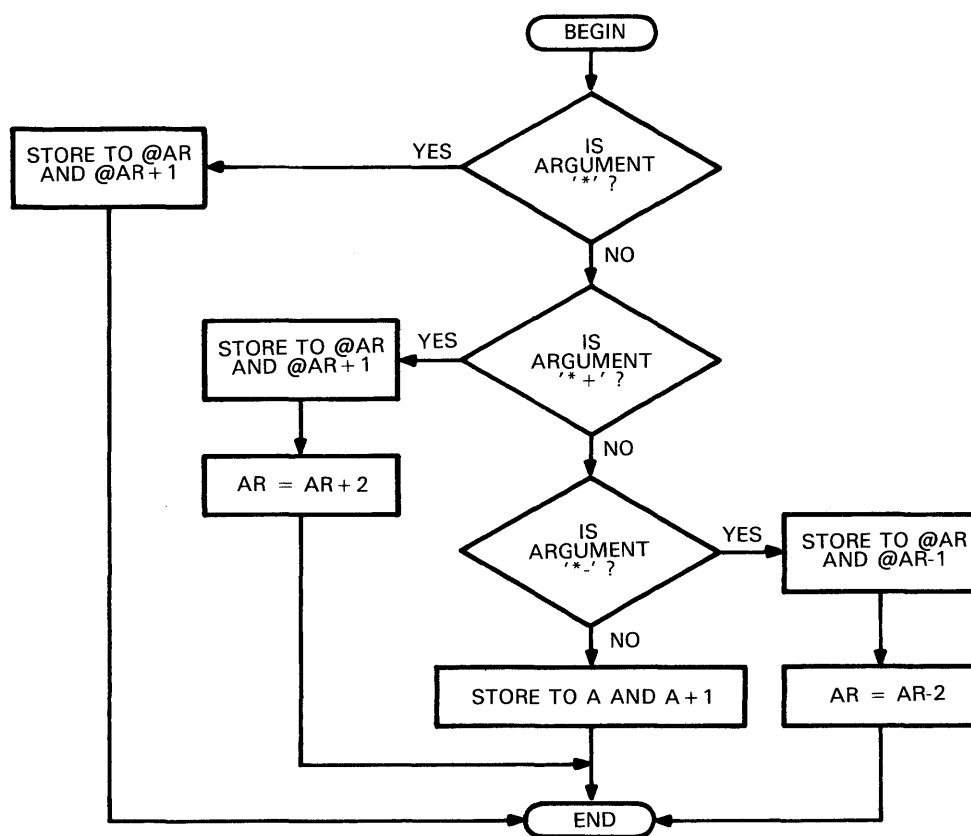 BEGIN
IS
ARGUMENT
'*' ?
YES
STORE TO @AR
AND @AR+1
NO
IS
ARGUMENT
'*+' ?
YES
STORE TO @AR
AND @AR+1
AR = AR+2
NO
IS
ARGUMENT
'*-' ?
YES
STORE TO @AR
AND @AR-1
AR = AR-2
NO
STORE TO A AND A+1
END